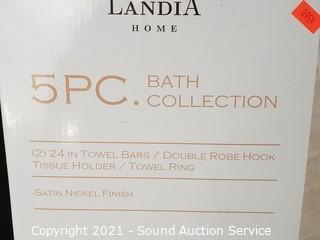 LANDIA
HOME
5PC. BATH
COLLECTION
(2) 24 IN TOWEL BARS / DOUBLE ROBE HOOK
TISSUE HOLDER / TOWEL RING
SATIN NICKEL FINISH
Copyright 2021 - Sound Auction Service